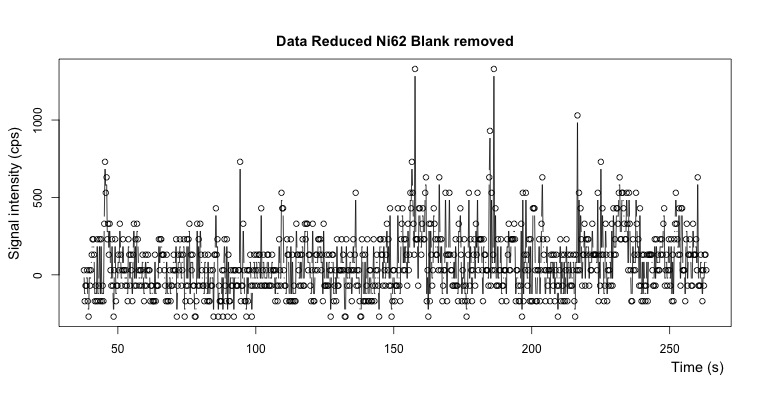 Data Reduced Ni62 Blank removed
Signal intensity (cps)
1000
500
0
50 100 150 200 250
Time (s)